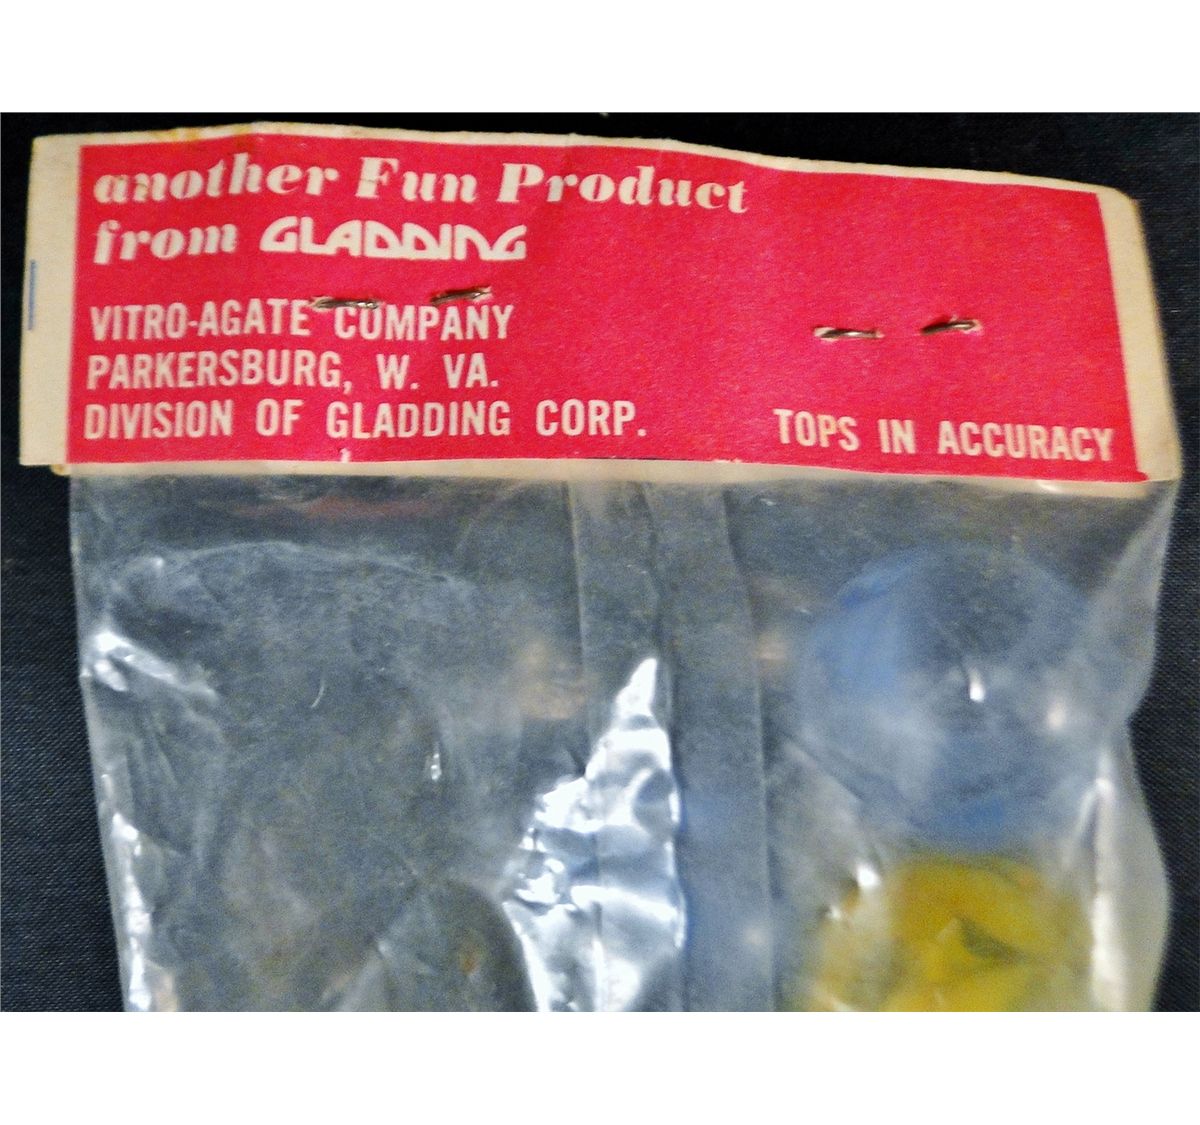 another Fun Product
from GLADDING
VITRO-AGATE COMPANY
PARKERSBURG, W. VA.
DIVISION OF GLADDING CORP.
TOPS IN ACCURACY